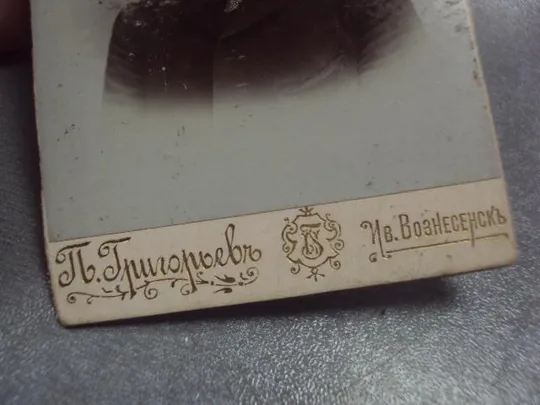 П. Григорьевъ
Ив. Вознесенскъ